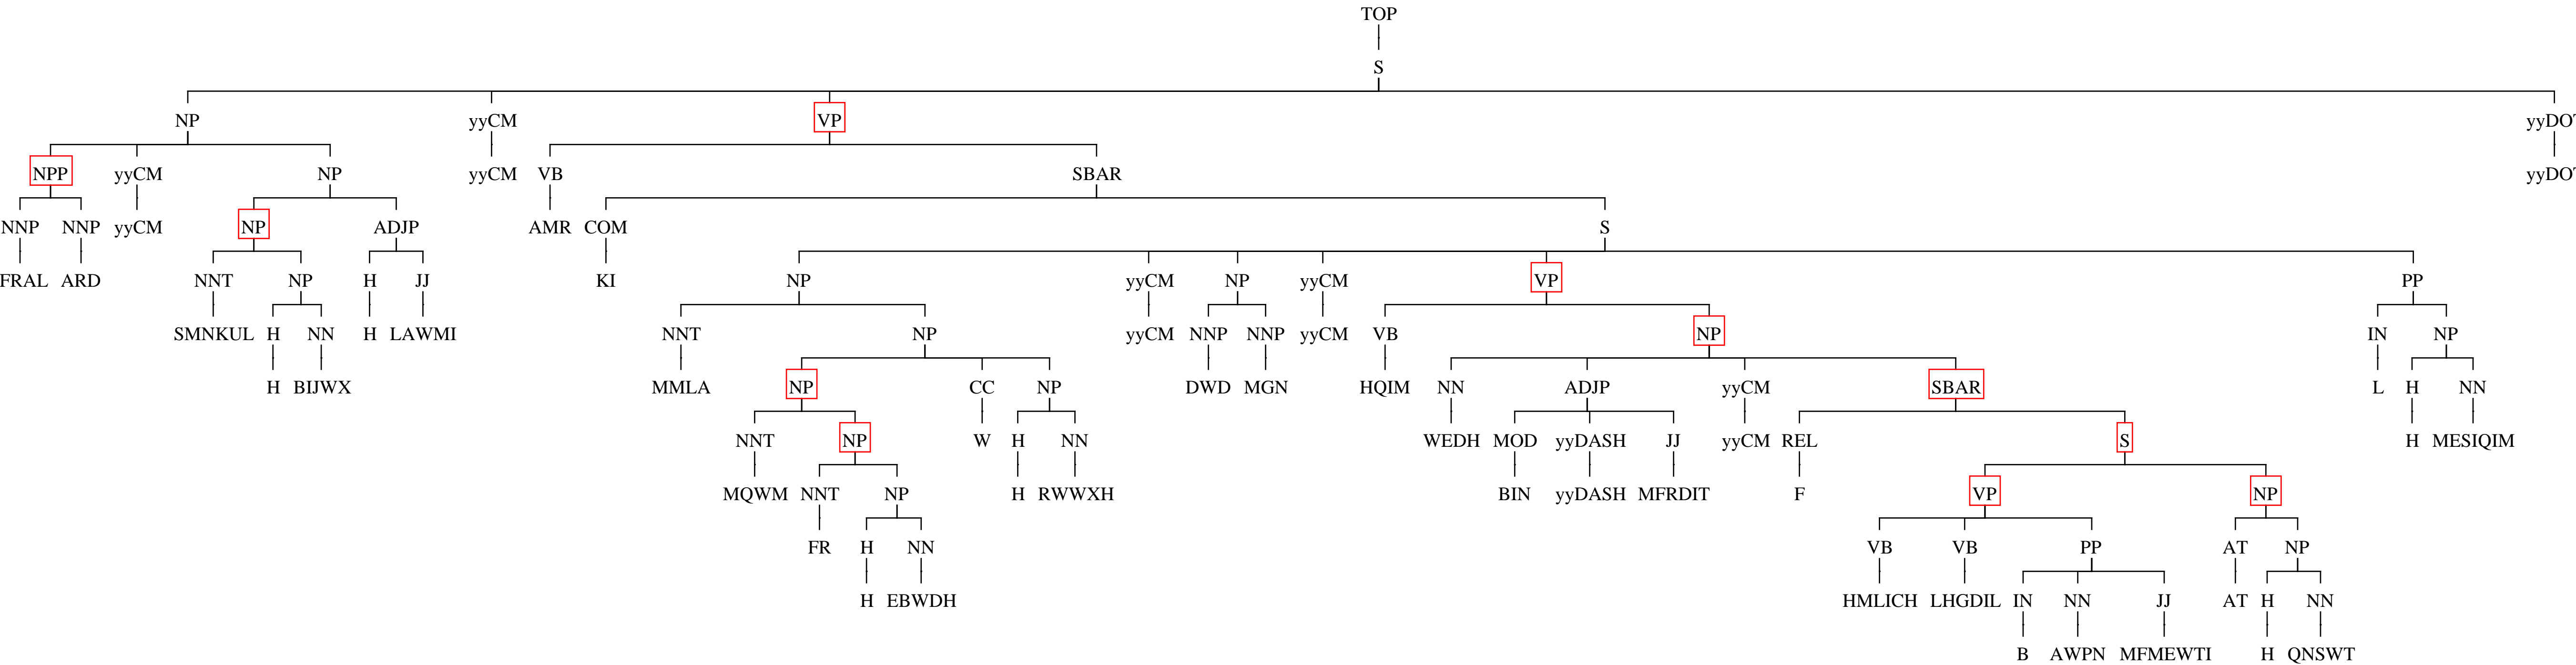 TOP
S
NP yyCM VP yyDOT
NPP yyCM NP yyCM VB SBAR yyDOT
NNP NNP yyCM NP ADJP AMR COM S
FRAL ARD NNT NP H JJ KI NP yyCM NP yyCM VP PP
SMNKUL H NN H LAWMI NNT NP yyCM NNP NNP yyCM VB NP IN NP
H BIJWX MMLA NP CC NP DWD MGN HQIM NN ADJP yyCM SBAR L H NN
NNT NP W H NN WEDH MOD yyDASH JJ yyCM REL S H MESIQIM
MQWM NNT NP H RWWXH BIN yyDASH MFRDIT F VP NP
FR H NN VB VB PP AT NP
H EBWDH HMLICH LHGDIL IN NN JJ AT H NN
B AWPN MFMEWTI H QNSWT